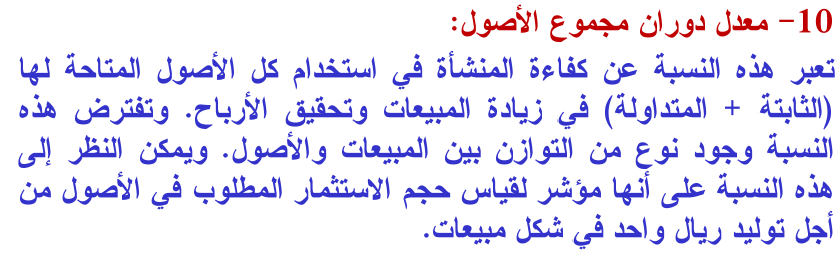 10- معدل دوران مجموع الأصول:
تعبر هذه النسبة عن كفاءة المنشأة في استخدام كل الأصول المتاحة لها
(الثابتة + المتداولة) في زيادة المبيعات وتحقيق الأرباح. وتفترض هذه
النسبة وجود نوع من التوازن بين المبيعات والأصول. ويمكن النظر إلى
هذه النسبة على أنها مؤشر لقياس حجم الاستثمار المطلوب في الأصول من
أجل توليد ريال واحد في شكل مبيعات.